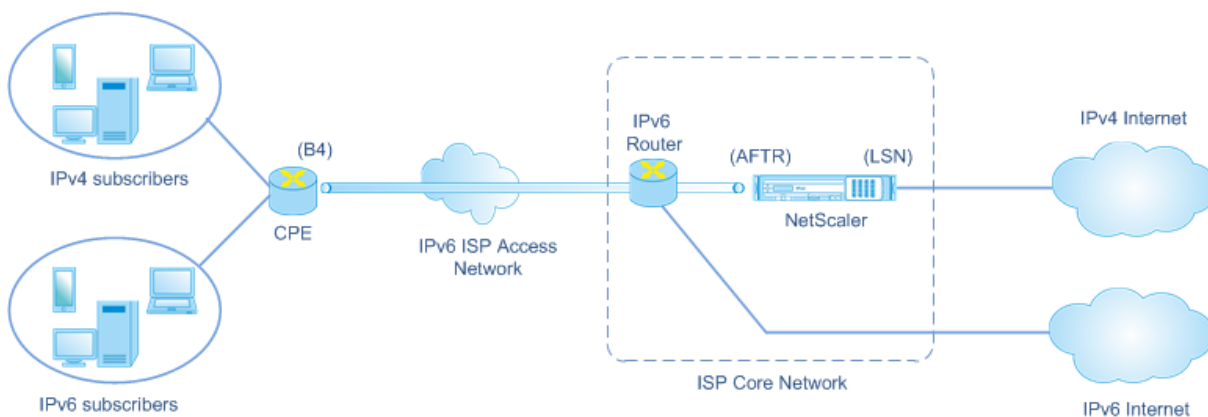 IPv4 subscribers
(B4)
CPE
IPv6 subscribers
IPv6 ISP Access
Network
IPv6
Router
(AFTR)
(LSN)
NetScaler
ISP Core Network
IPv4 Internet
IPv6 Internet